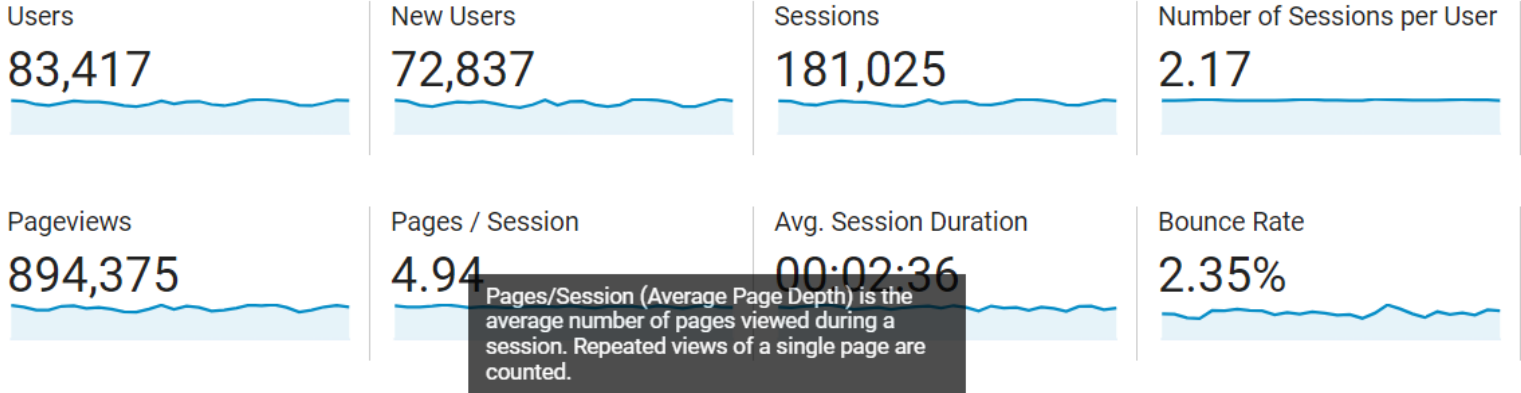 Users
83,417
New Users
72,837
Sessions
181,025
Number of Sessions per User
2.17
Pageviews
894,375
Pages / Session
4.94
Avg. Session Duration
00:02:36
Bounce Rate
2.35%
Pages/Session (Average Page Depth) is the
average number of pages viewed during a
session. Repeated views of a single page are
counted.